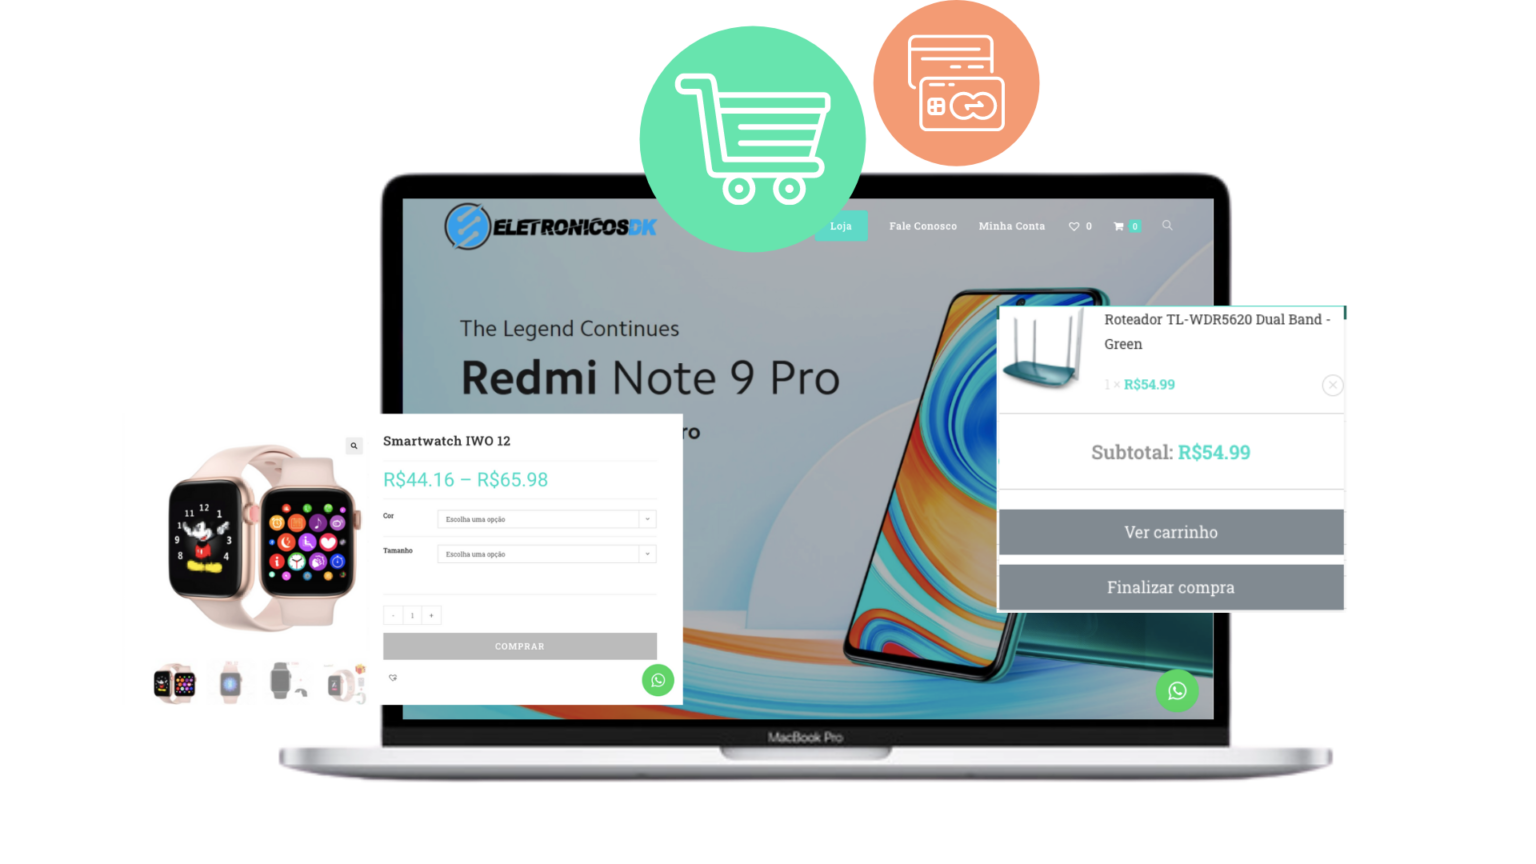 ELETRONICOSDK
Loja
Fale Conosco
Minha Conta
0
0
The Legend Continues
Redmi Note 9 Pro
ro
Smartwatch IWO 12
R$44.16 – R$65.98
Cor
Escolha uma opção
Tamanho
Escolha uma opção
- 1 +
COMPRAR
Roteador TL-WDR5620 Dual Band -
Green
1 × R$54.99
Subtotal: R$54.99
Ver carrinho
Finalizar compra
MacBook Pro